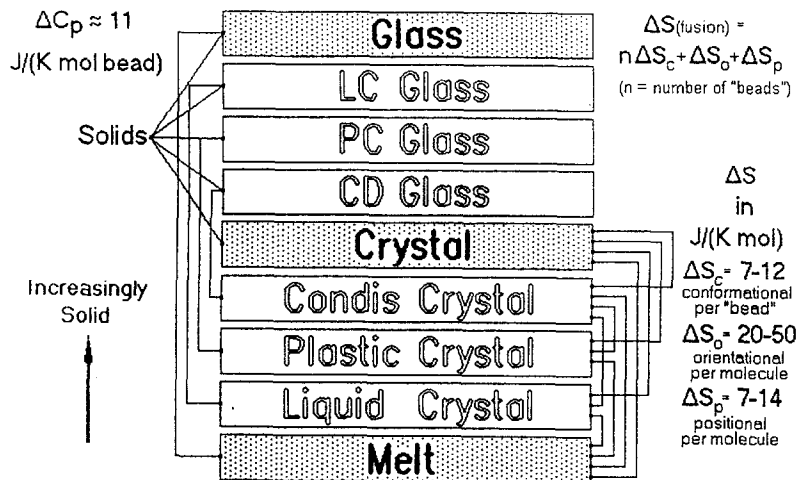 ΔCp ≈ 11
J/(K mol bead)
Solids
Increasingly
Solid
Glass
LC Glass
PC Glass
CD Glass
Crystal
Condis Crystal
Plastic Crystal
Liquid Crystal
Melt
ΔS(fusion) =
nΔSc+ΔSo+ΔSp
(n = number of "beads")
ΔS
in
J/(K mol)
ΔSc= 7-12
conformational
per "bead"
ΔSo= 20-50
orientational
per molecule
ΔSp= 7-14
positional
per molecule